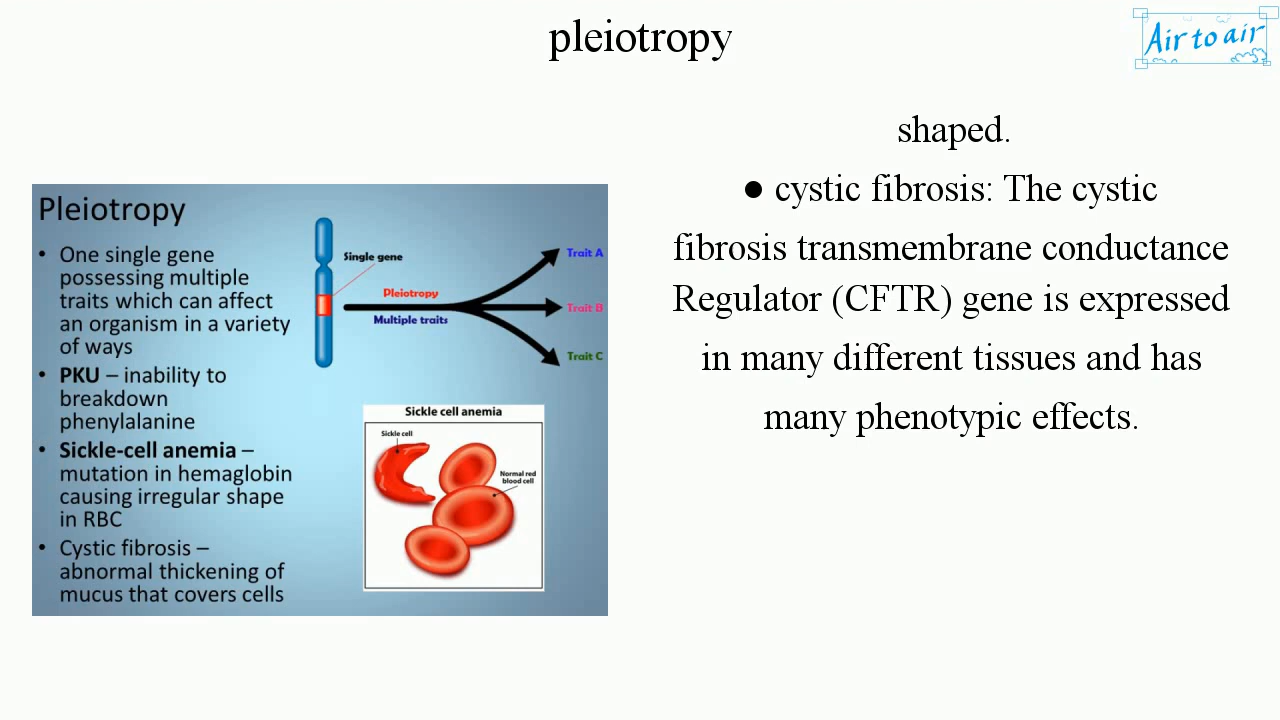 pleiotropy
Air to air
Pleiotropy
• One single gene
possessing multiple
traits which can affect
an organism in a variety
of ways
• PKU – inability to
breakdown
phenylalanine
• Sickle-cell anemia –
mutation in hemaglobin
causing irregular shape
in RBC
• Cystic fibrosis –
abnormal thickening of
mucus that covers cells
Single gene
Pleiotropy
Multiple traits
Trait A
Trait B
Trait C
Sickle cell anemia
Sickle cell
Normal red
blood cell
shaped.
● cystic fibrosis: The cystic
fibrosis transmembrane conductance
Regulator (CFTR) gene is expressed
in many different tissues and has
many phenotypic effects.